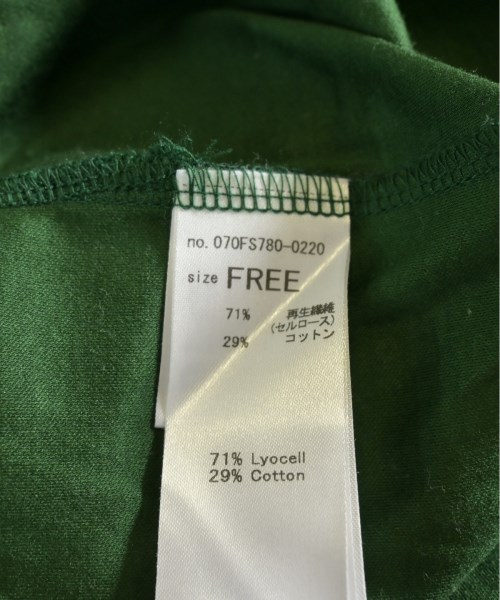 no. 070FS780-0220
size FREE
71% 再生繊維
(セルロース)
29% コットン
71% Lyocell
29% Cotton